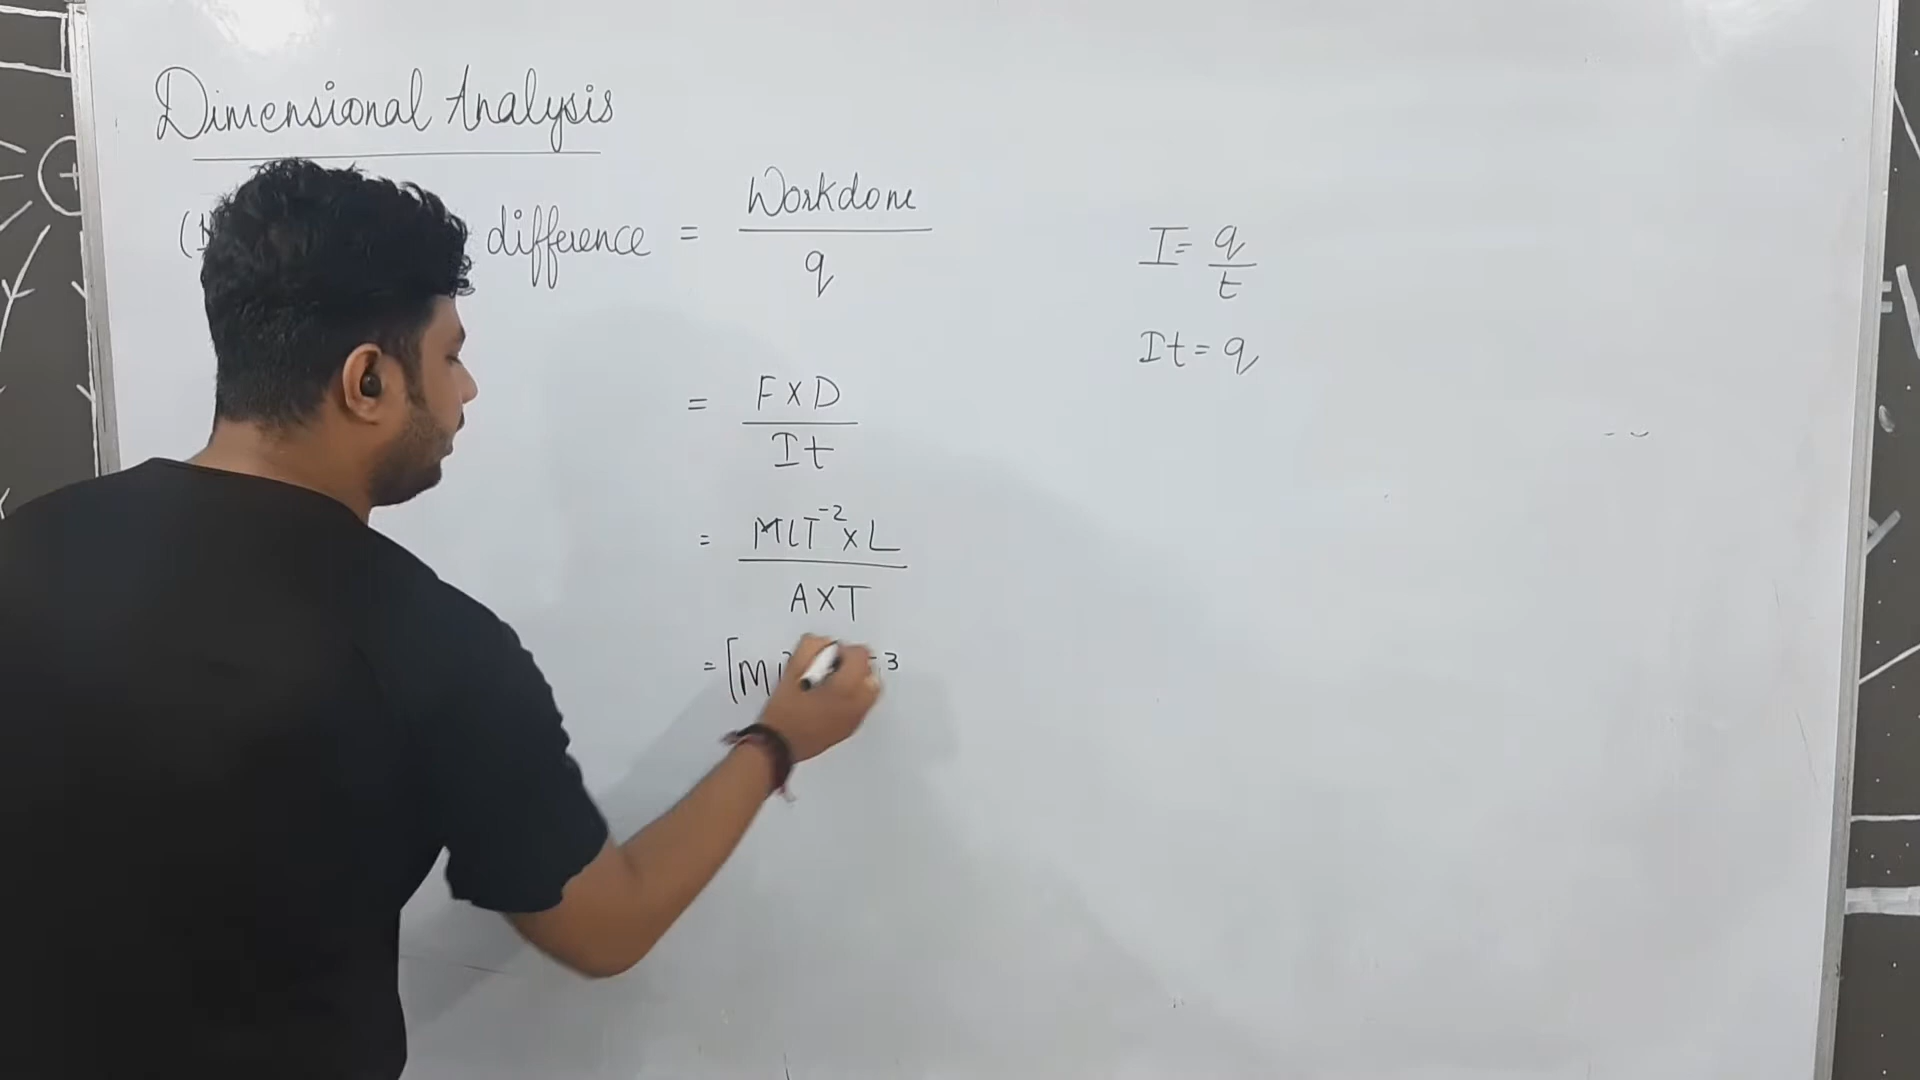 Dimensional Analysis
difference = Workdone / q
I = q / t
It = q
= F X D / It
= MLT⁻² x L / A X T
= [M